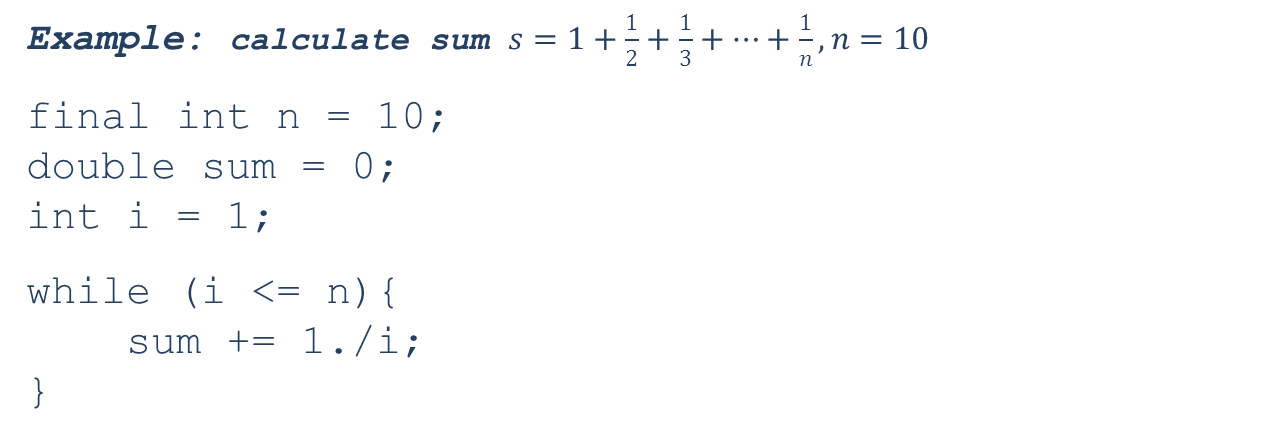 Example: calculate sum s = 1 + 1/2 + 1/3 + ⋯ + 1/n, n = 10
final int n = 10;
double sum = 0;
int i = 1;
while (i <= n){
    sum += 1./i;
}